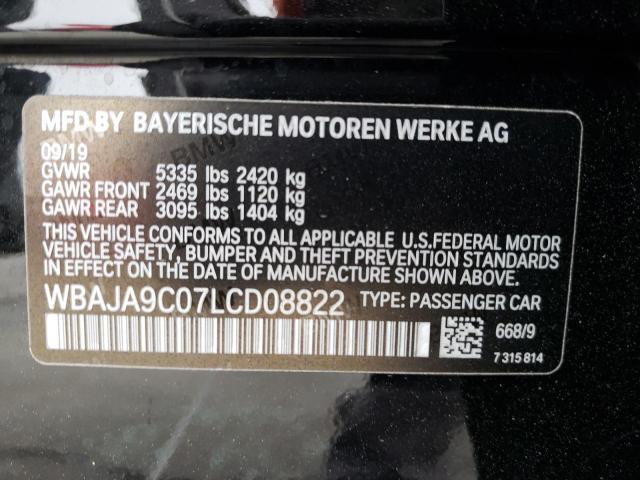 MFD BY BAYERISCHE MOTOREN WERKE AG
09/19
GVWR 5335 lbs 2420 kg
GAWR FRONT 2469 lbs 1120 kg
GAWR REAR 3095 lbs 1404 kg
THIS VEHICLE CONFORMS TO ALL APPLICABLE U.S.FEDERAL MOTOR
VEHICLE SAFETY, BUMPER AND THEFT PREVENTION STANDARDS IN
EFFECT ON THE DATE OF MANUFACTURE SHOWN ABOVE.
WBAJA9C07LCD08822 TYPE: PASSENGER CAR
668/9
7 315 814